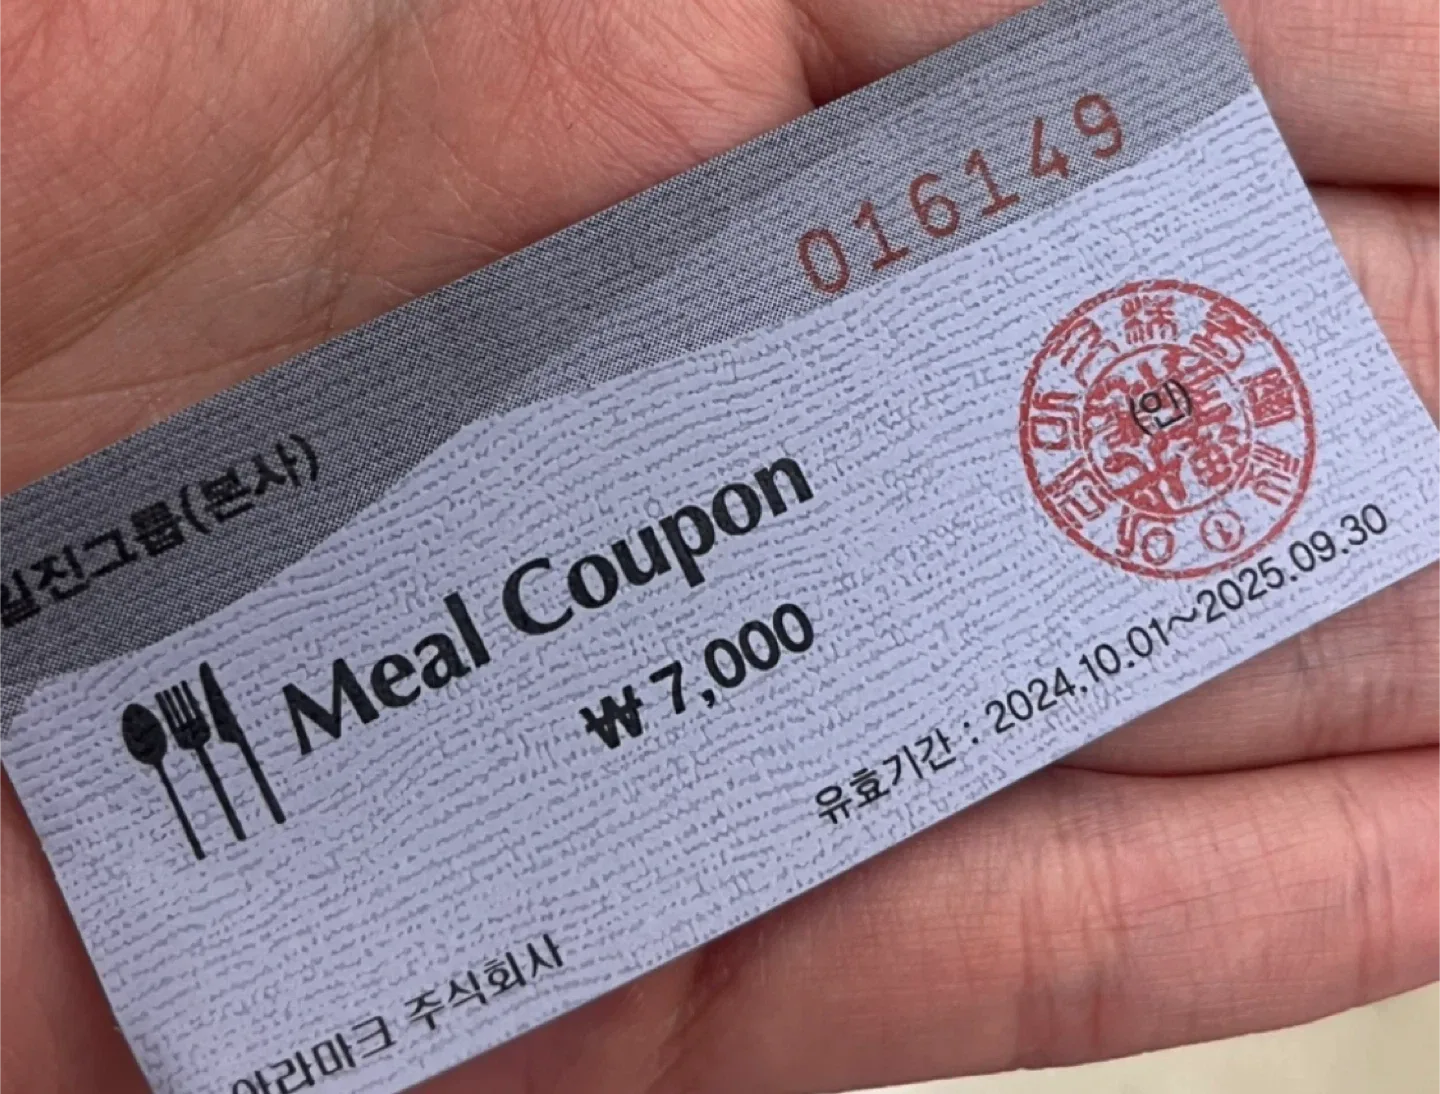 016149
일진그룹(본사)
Meal Coupon
₩7,000
(인)
유효기간 : 2024.10.01~2025.09.30
아라마크 주식회사